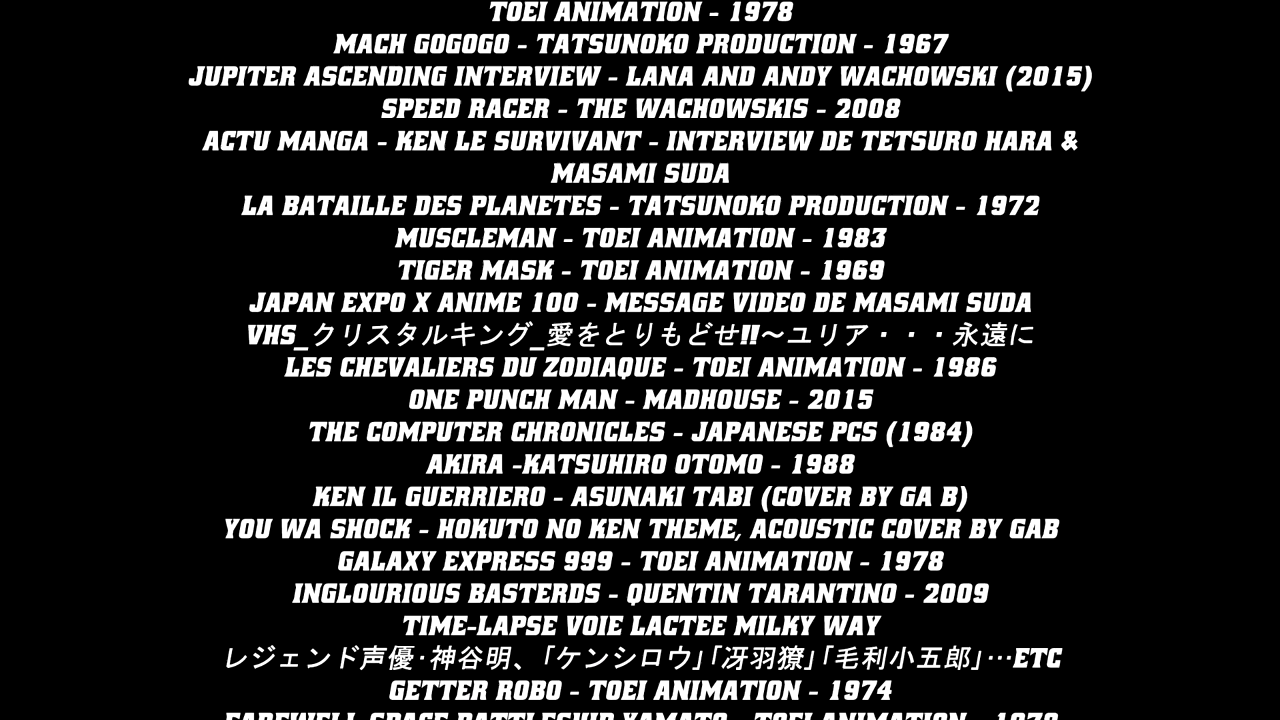 TOEI ANIMATION - 1978
MACH GOGOGO - TATSUNOKO PRODUCTION - 1967
JUPITER ASCENDING INTERVIEW - LANA AND ANDY WACHOWSKI (2015)
SPEED RACER - THE WACHOWSKIS - 2008
ACTU MANGA - KEN LE SURVIVANT - INTERVIEW DE TETSURO HARA &
MASAMI SUDA
LA BATAILLE DES PLANETES - TATSUNOKO PRODUCTION - 1972
MUSCLEMAN - TOEI ANIMATION - 1983
TIGER MASK - TOEI ANIMATION - 1969
JAPAN EXPO X ANIME 100 - MESSAGE VIDEO DE MASAMI SUDA
VHS_クリスタルキング_愛をとりもどせ!!～ユリア・・・永遠に
LES CHEVALIERS DU ZODIAQUE - TOEI ANIMATION - 1986
ONE PUNCH MAN - MADHOUSE - 2015
THE COMPUTER CHRONICLES - JAPANESE PCS (1984)
AKIRA -KATSUHIRO OTOMO - 1988
KEN IL GUERRIERO - ASUNAKI TABI (COVER BY GA B)
YOU WA SHOCK - HOKUTO NO KEN THEME, ACOUSTIC COVER BY GAB
GALAXY EXPRESS 999 - TOEI ANIMATION - 1978
INGLOURIOUS BASTERDS - QUENTIN TARANTINO - 2009
TIME-LAPSE VOIE LACTEE MILKY WAY
レジェンド声優・神谷明、「ケンシロウ」「冴羽獠」「毛利小五郎」…ETC
GETTER ROBO - TOEI ANIMATION - 1974
FAREWELL SPACE BATTLESHIP YAMATO - TOEI ANIMATION -